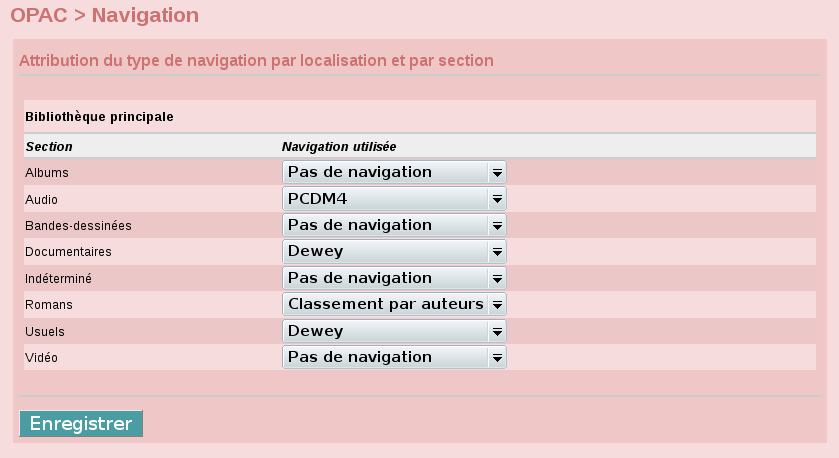 OPAC > Navigation
Attribution du type de navigation par localisation et par section
Bibliothèque principale
Section Navigation utilisée
Albums Pas de navigation
Audio PCDM4
Bandes-dessinées Pas de navigation
Documentaires Dewey
Indéterminé Pas de navigation
Romans Classement par auteurs
Usuels Dewey
Vidéo Pas de navigation
Enregistrer